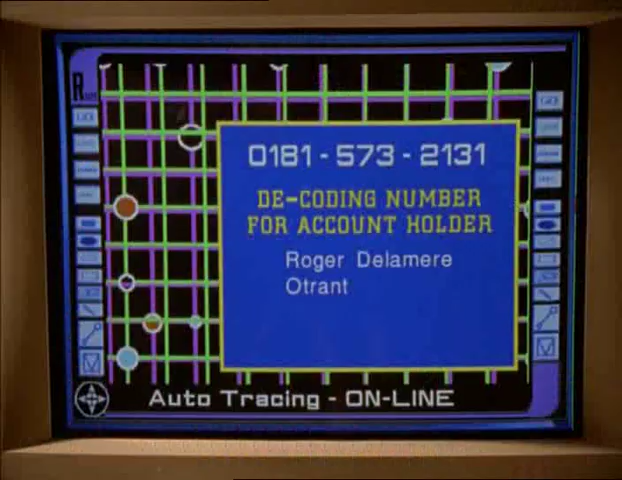 0181 - 573 - 2131
DE-CODING NUMBER
FOR ACCOUNT HOLDER
Roger Delamere
Otrant
Auto Tracing - ON-LINE